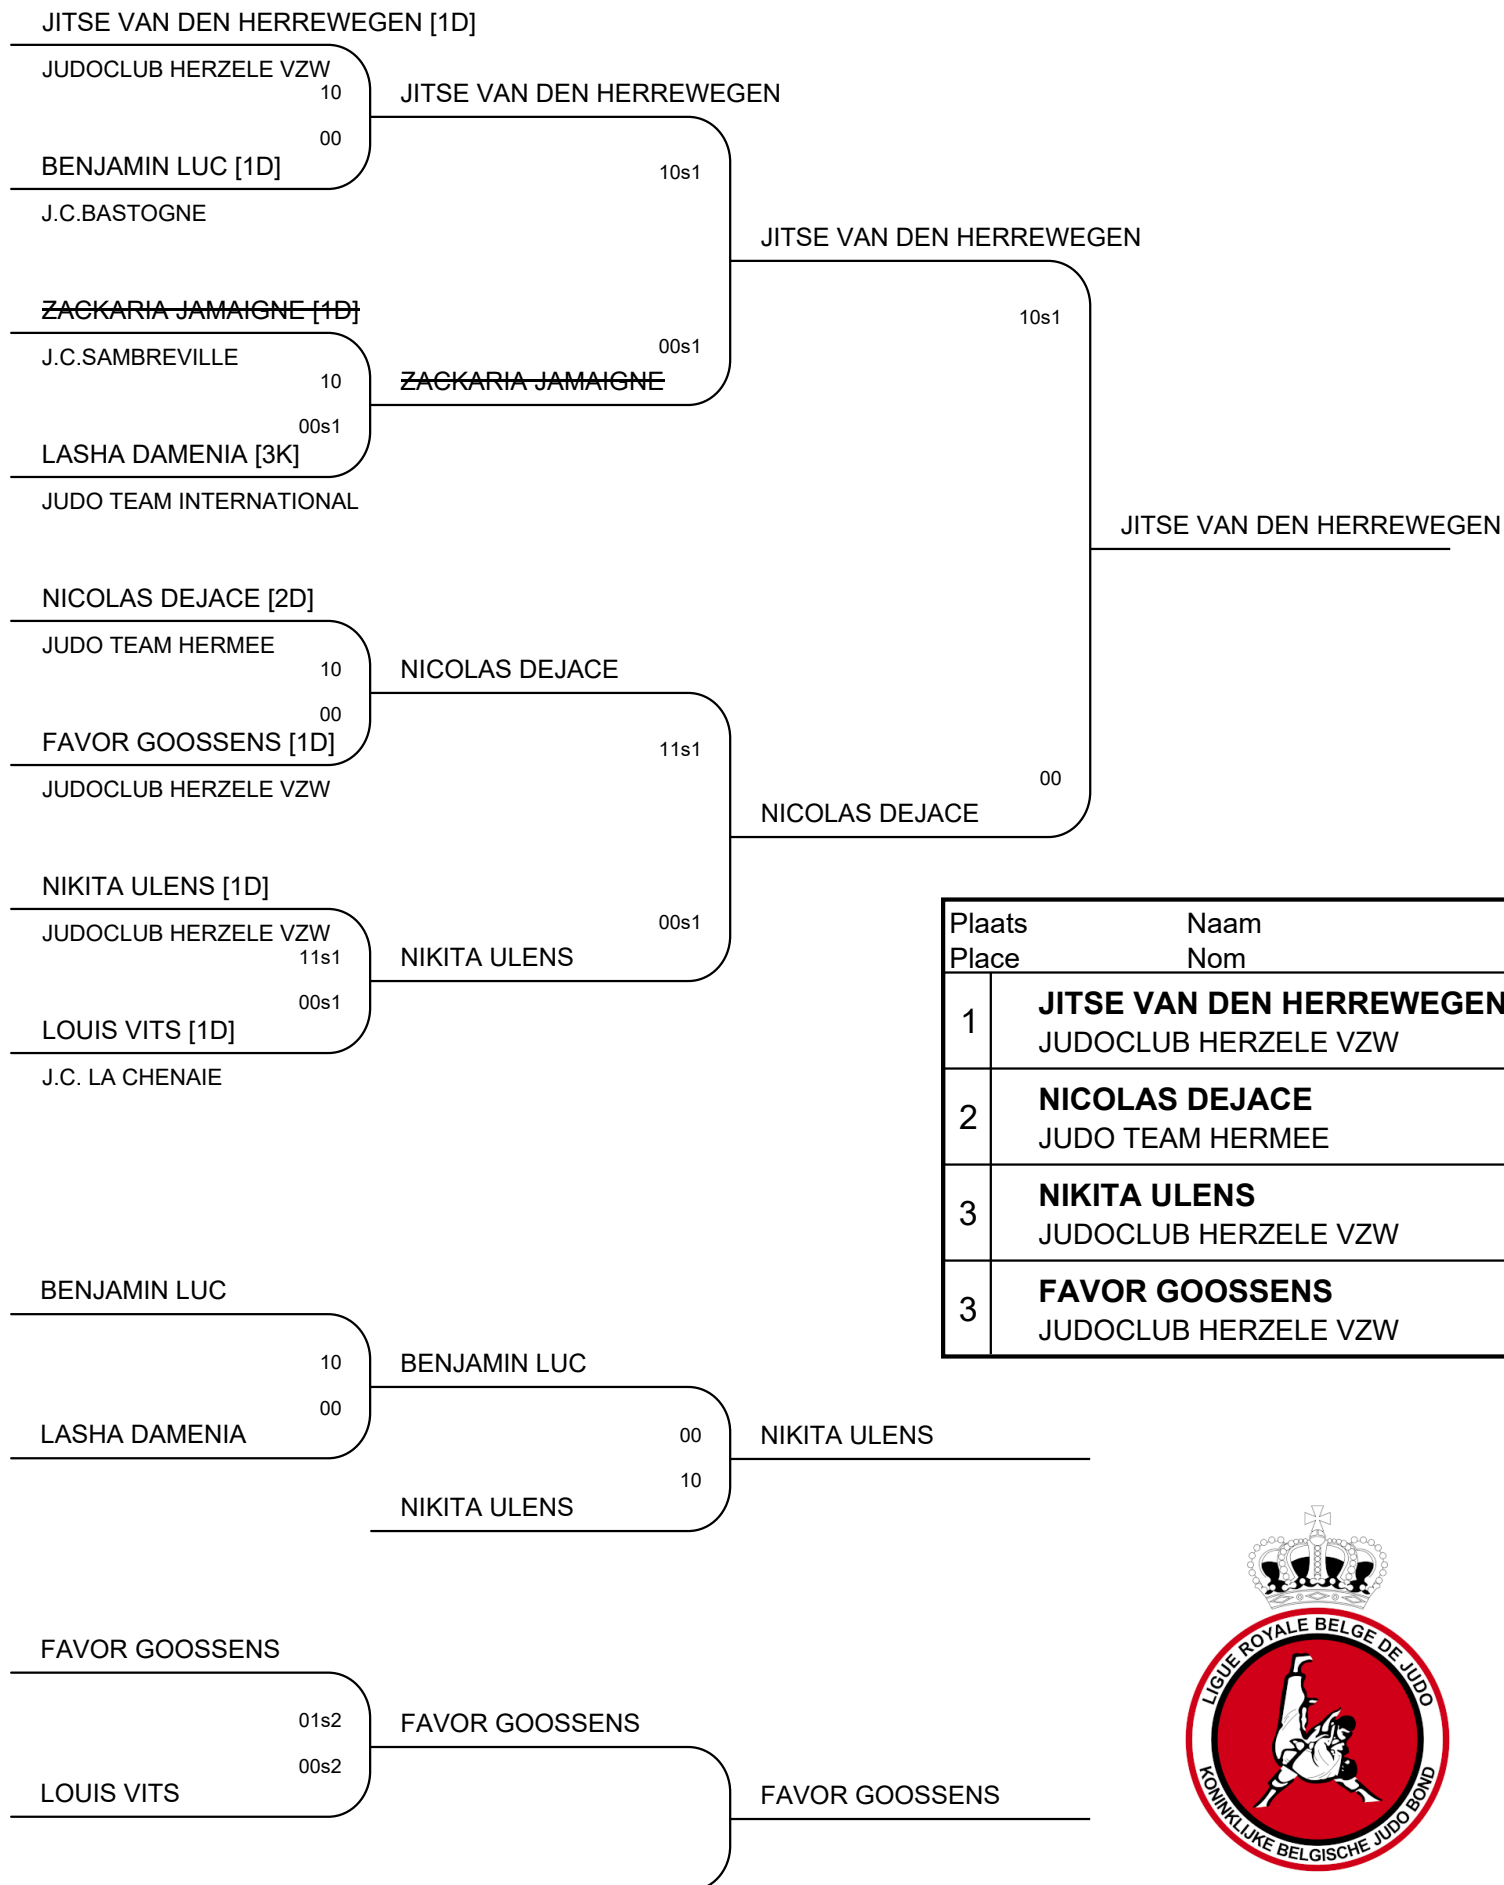 JITSE VAN DEN HERREWEGEN [1D]
JUDOCLUB HERZELE VZW
10
00
BENJAMIN LUC [1D]
J.C.BASTOGNE
ZACKARIA JAMAIGNE [1D]
J.C.SAMBREVILLE
10
00s1
LASHA DAMENIA [3K]
JUDO TEAM INTERNATIONAL
NICOLAS DEJACE [2D]
JUDO TEAM HERMEE
10
00
FAVOR GOOSSENS [1D]
JUDOCLUB HERZELE VZW
NIKITA ULENS [1D]
JUDOCLUB HERZELE VZW
11s1
00s1
LOUIS VITS [1D]
J.C. LA CHENAIE
JITSE VAN DEN HERREWEGEN
10s1
00s1
ZACKARIA JAMAIGNE
NICOLAS DEJACE
11s1
00s1
NIKITA ULENS
JITSE VAN DEN HERREWEGEN
10s1
00
NICOLAS DEJACE
JITSE VAN DEN HERREWEGEN
Plaats Naam
Place Nom
1 JITSE VAN DEN HERREWEGEN
JUDOCLUB HERZELE VZW
2 NICOLAS DEJACE
JUDO TEAM HERMEE
3 NIKITA ULENS
JUDOCLUB HERZELE VZW
3 FAVOR GOOSSENS
JUDOCLUB HERZELE VZW
BENJAMIN LUC
10
00
LASHA DAMENIA
BENJAMIN LUC
00
10
NIKITA ULENS
NIKITA ULENS
FAVOR GOOSSENS
01s2
00s2
LOUIS VITS
FAVOR GOOSSENS
FAVOR GOOSSENS
LIGUE ROYALE BELGE DE JUDO
KONINKLIJKE BELGISCHE JUDO BOND